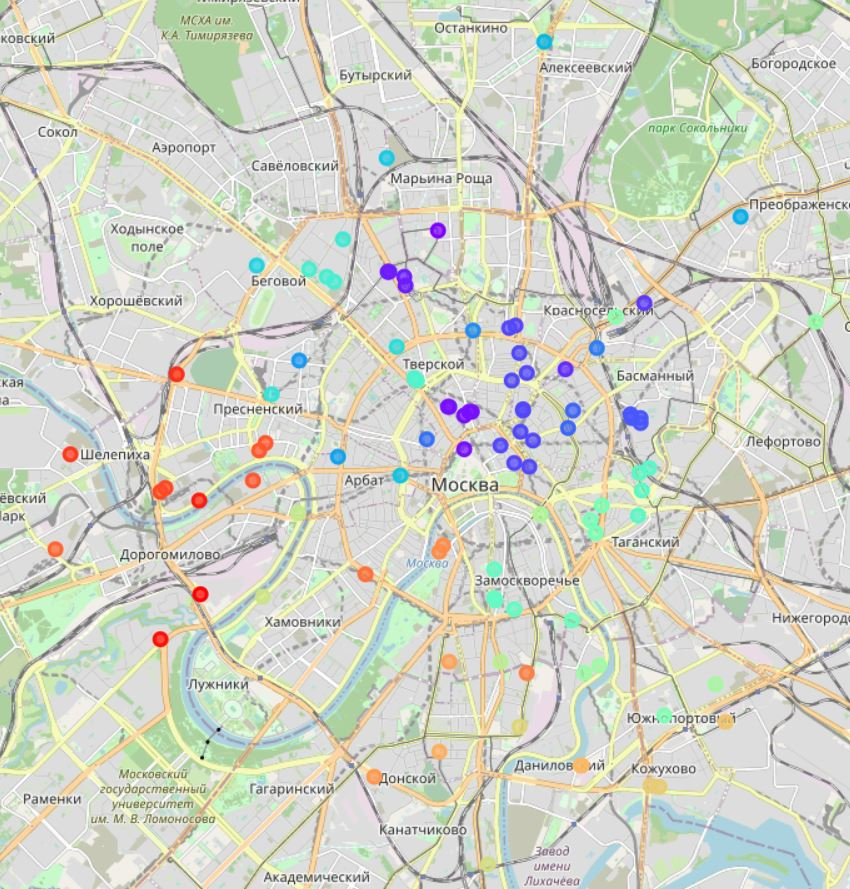 Тимирязевский
Останкино
МСХА им.
К.А. Тимирязева
Алексеевский
Богородское
Бутырский
Сокол
парк Сокольники
Аэропорт
Савёловский
Марьина Роща
Ходынское
поле
Беговой
Хорошёвский
Красносельский
Тверской
Басманный
Пресненский
Лефортово
Шелепиха
Арбат
Москва
Дорогомилово
Таганский
Москва
Замоскворечье
Хамовники
Лужники
Южнопортовый
Даниловский
Кожухово
Московский
государственный
университет
им. М. В. Ломоносова
Раменки
Гагаринский
Донской
Канатчиково
Академический
Завод
имени
Лихачёва